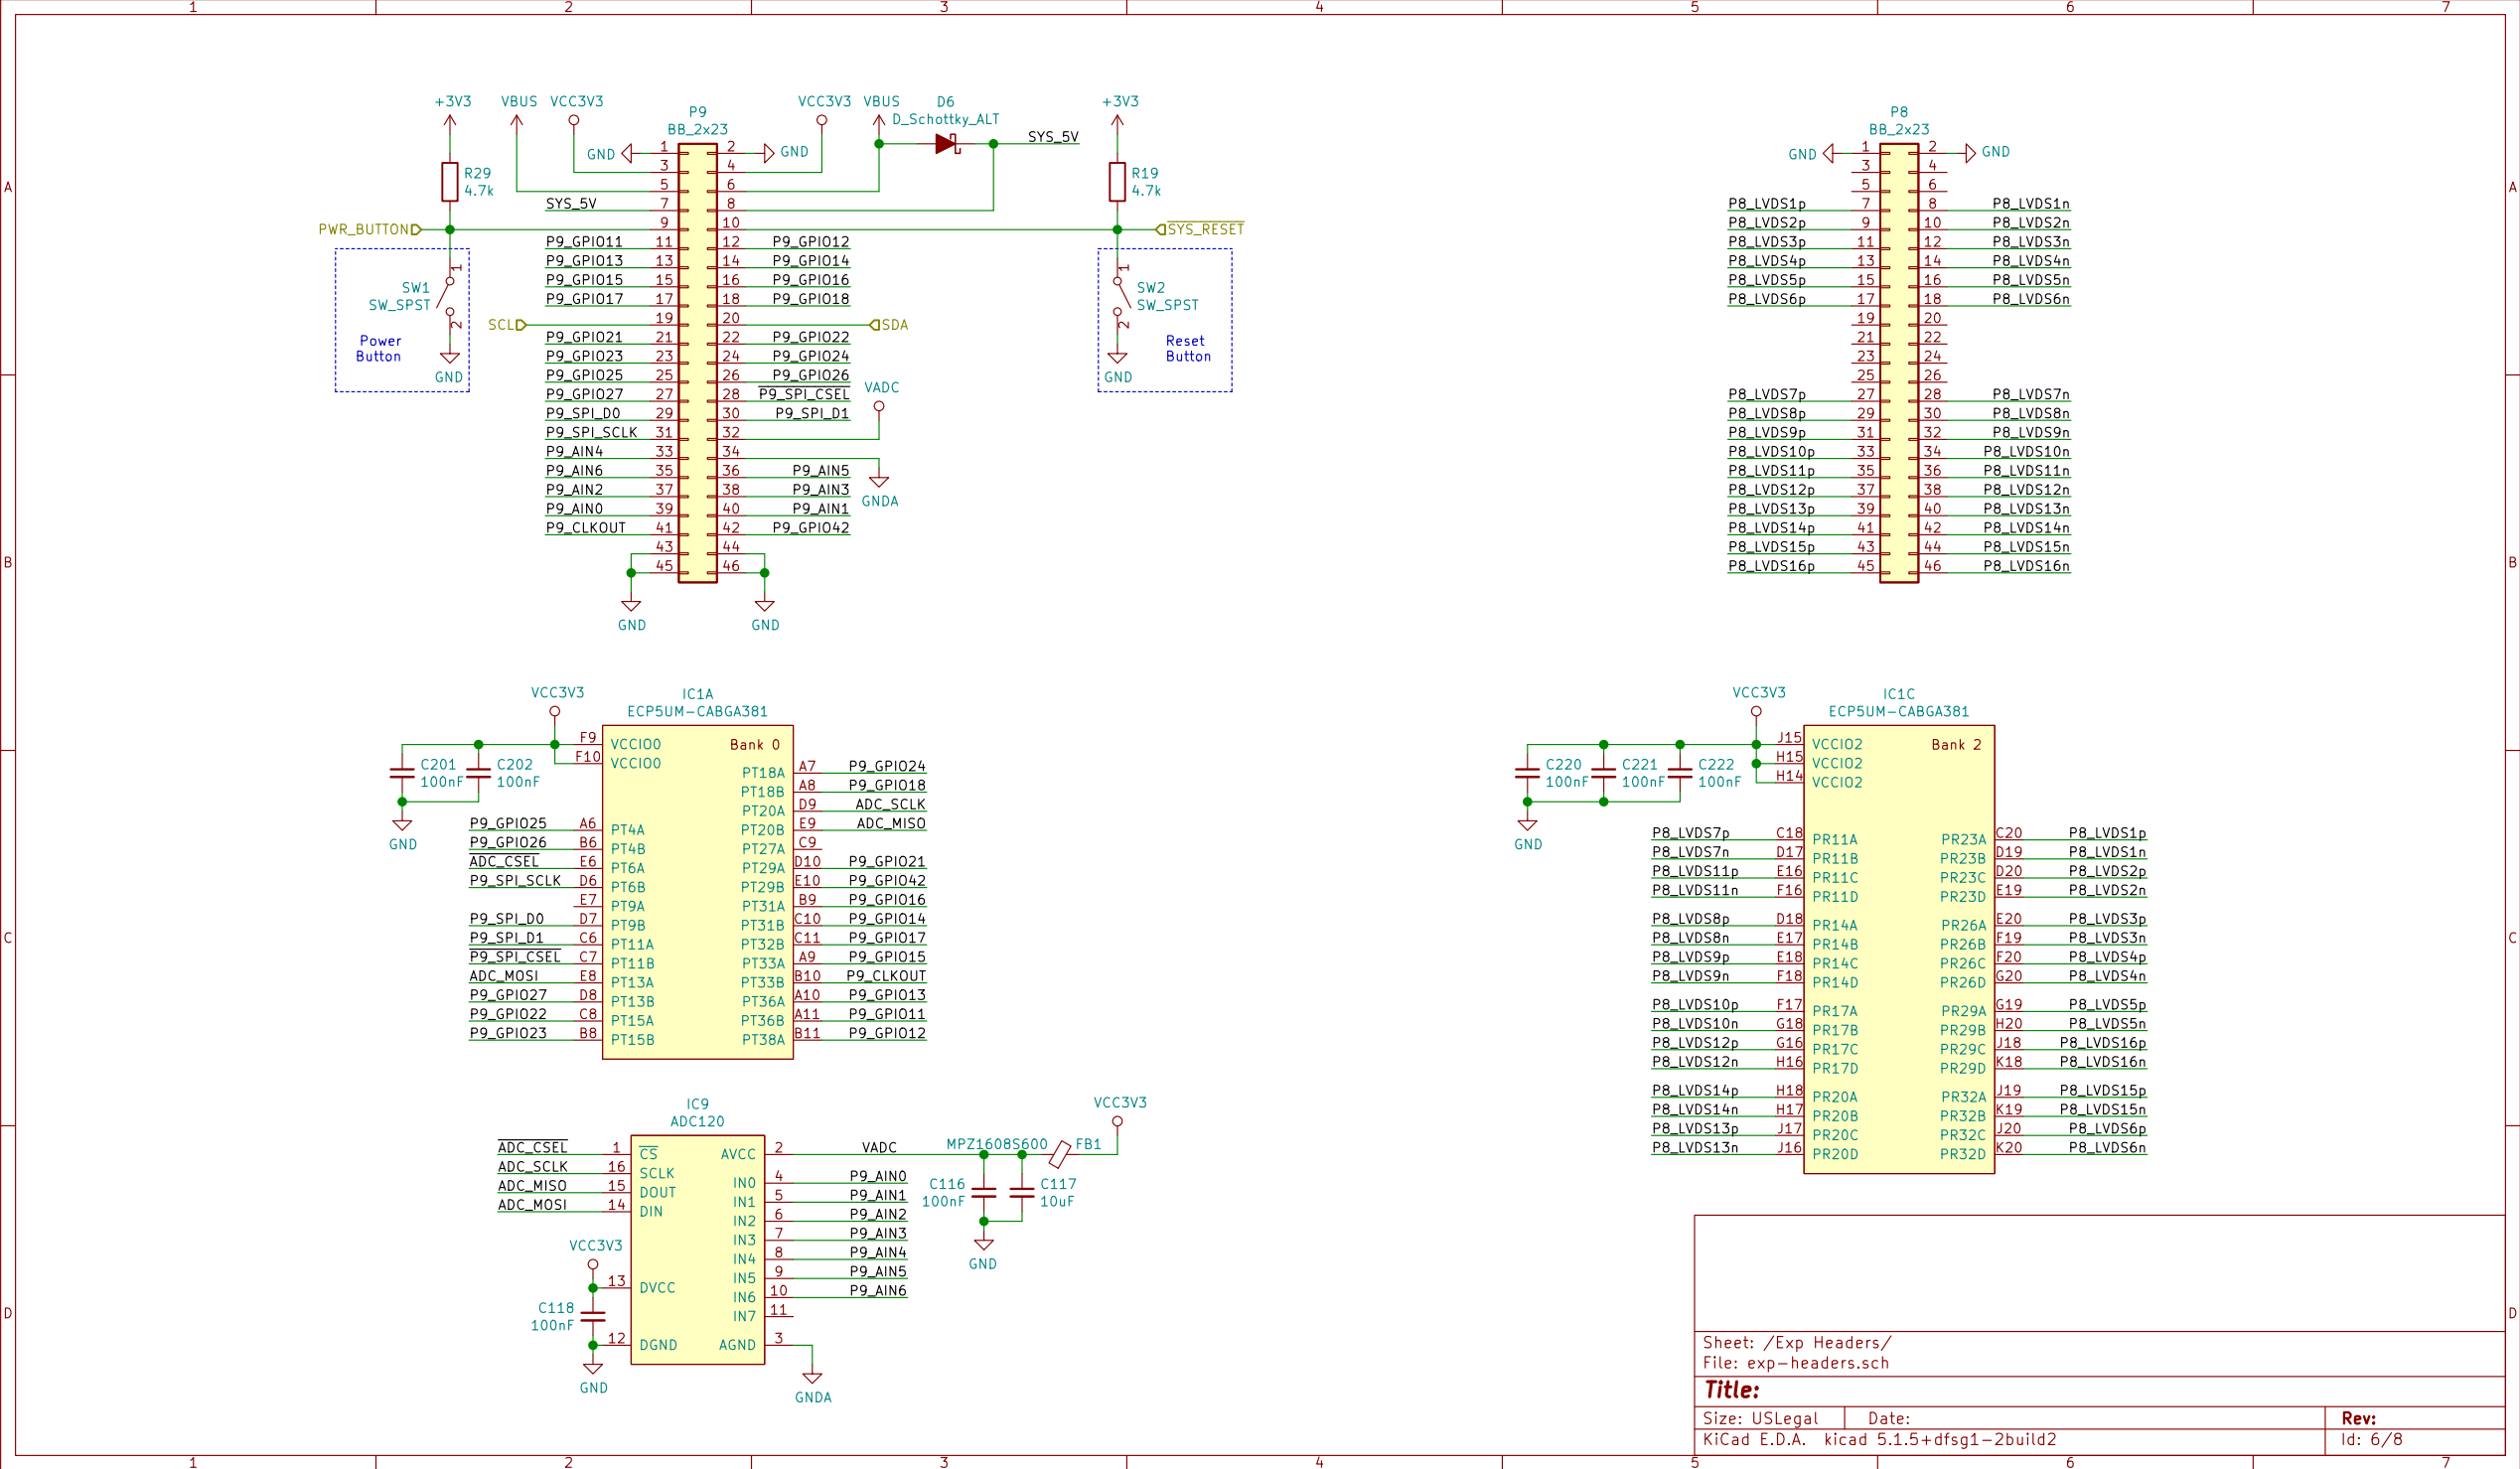 1 2 3 4 5 6 7
A A
B B
C C
D D
+3V3
VBUS
VCC3V3
P9
BB_2x23
VCC3V3
VBUS
D6
D_Schottky_ALT
SYS_5V
+3V3
GND 1 2 GND
3 4
5 6
SYS_5V 7 8
R29
4.7k
R19
4.7k
PWR_BUTTON 9 10 SYS_RESET
P9_GPIO11 11 12 P9_GPIO12
P9_GPIO13 13 14 P9_GPIO14
P9_GPIO15 15 16 P9_GPIO16
P9_GPIO17 17 18 P9_GPIO18
SCL 19 20 SDA
P9_GPIO21 21 22 P9_GPIO22
P9_GPIO23 23 24 P9_GPIO24
P9_GPIO25 25 26 P9_GPIO26
P9_GPIO27 27 28 P9_SPI_CSEL
P9_SPI_D0 29 30 P9_SPI_D1
P9_SPI_SCLK 31 32
P9_AIN4 33 34
P9_AIN6 35 36 P9_AIN5
P9_AIN2 37 38 P9_AIN3
P9_AIN0 39 40 P9_AIN1
P9_CLKOUT 41 42 P9_GPIO42
43 44
45 46
GND GND
VADC
GNDA
1
SW1
SW_SPST
2
Power
Button
GND
1
SW2
SW_SPST
2
Reset
Button
GND
P8
BB_2x23
GND 1 2 GND
3 4
5 6
P8_LVDS1p 7 8 P8_LVDS1n
P8_LVDS2p 9 10 P8_LVDS2n
P8_LVDS3p 11 12 P8_LVDS3n
P8_LVDS4p 13 14 P8_LVDS4n
P8_LVDS5p 15 16 P8_LVDS5n
P8_LVDS6p 17 18 P8_LVDS6n
19 20
21 22
23 24
25 26
P8_LVDS7p 27 28 P8_LVDS7n
P8_LVDS8p 29 30 P8_LVDS8n
P8_LVDS9p 31 32 P8_LVDS9n
P8_LVDS10p 33 34 P8_LVDS10n
P8_LVDS11p 35 36 P8_LVDS11n
P8_LVDS12p 37 38 P8_LVDS12n
P8_LVDS13p 39 40 P8_LVDS13n
P8_LVDS14p 41 42 P8_LVDS14n
P8_LVDS15p 43 44 P8_LVDS15n
P8_LVDS16p 45 46 P8_LVDS16n
VCC3V3
IC1A
ECP5UM-CABGA381
F9 VCCIO0 Bank 0
F10 VCCIO0
C201
100nF
C202
100nF
GND
PT18A A7 P9_GPIO24
PT18B A8 P9_GPIO18
PT20A D9 ADC_SCLK
P9_GPIO25 A6 PT4A PT20B E9 ADC_MISO
P9_GPIO26 B6 PT4B PT27A C9
ADC_CSEL E6 PT6A PT29A D10 P9_GPIO21
P9_SPI_SCLK D6 PT6B PT29B E10 P9_GPIO42
E7 PT9A PT31A B9 P9_GPIO16
P9_SPI_D0 D7 PT9B PT31B C10 P9_GPIO14
P9_SPI_D1 C6 PT11A PT32B C11 P9_GPIO17
P9_SPI_CSEL C7 PT11B PT33A A9 P9_GPIO15
ADC_MOSI E8 PT13A PT33B B10 P9_CLKOUT
P9_GPIO27 D8 PT13B PT36A A10 P9_GPIO13
P9_GPIO22 C8 PT15A PT36B A11 P9_GPIO11
P9_GPIO23 B8 PT15B PT38A B11 P9_GPIO12
VCC3V3
IC1C
ECP5UM-CABGA381
J15 VCCIO2 Bank 2
H15 VCCIO2
H14 VCCIO2
C220
100nF
C221
100nF
C222
100nF
GND
P8_LVDS7p C18 PR11A PR23A C20 P8_LVDS1p
P8_LVDS7n D17 PR11B PR23B D19 P8_LVDS1n
P8_LVDS11p E16 PR11C PR23C D20 P8_LVDS2p
P8_LVDS11n F16 PR11D PR23D E19 P8_LVDS2n
P8_LVDS8p D18 PR14A PR26A E20 P8_LVDS3p
P8_LVDS8n E17 PR14B PR26B F19 P8_LVDS3n
P8_LVDS9p E18 PR14C PR26C F20 P8_LVDS4p
P8_LVDS9n F18 PR14D PR26D G20 P8_LVDS4n
P8_LVDS10p F17 PR17A PR29A G19 P8_LVDS5p
P8_LVDS10n G18 PR17B PR29B H20 P8_LVDS5n
P8_LVDS12p G16 PR17C PR29C J18 P8_LVDS16p
P8_LVDS12n H16 PR17D PR29D K18 P8_LVDS16n
P8_LVDS14p H18 PR20A PR32A J19 P8_LVDS15p
P8_LVDS14n H17 PR20B PR32B K19 P8_LVDS15n
P8_LVDS13p J17 PR20C PR32C J20 P8_LVDS6p
P8_LVDS13n J16 PR20D PR32D K20 P8_LVDS6n
IC9
ADC120
VCC3V3
ADC_CSEL 1 CS AVCC 2 VADC MPZ1608S600 FB1
ADC_SCLK 16 SCLK IN0 4 P9_AIN0
ADC_MISO 15 DOUT IN1 5 P9_AIN1
ADC_MOSI 14 DIN IN2 6 P9_AIN2
IN3 7 P9_AIN3
IN4 8 P9_AIN4
IN5 9 P9_AIN5
IN6 10 P9_AIN6
IN7 11
C116
100nF
C117
10uF
GND
VCC3V3
13 DVCC
C118
100nF
12 DGND AGND 3
GND
GNDA
Sheet: /Exp Headers/
File: exp-headers.sch
Title:
Size: USLegal Date: Rev:
KiCad E.D.A. kicad 5.1.5+dfsg1-2build2 Id: 6/8
1 2 3 4 5 6 7